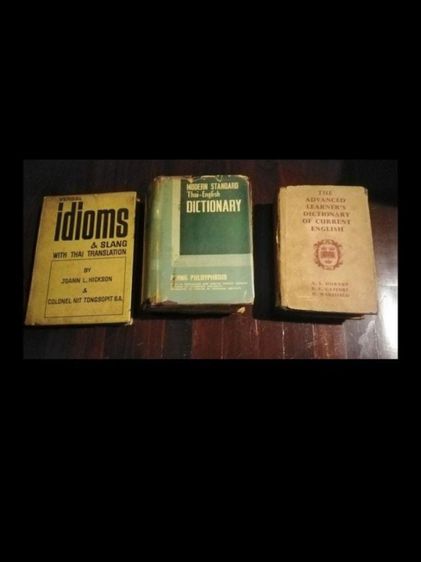 VERBAL
idioms
& SLANG
WITH THAI TRANSLATION
BY
JOANN L. HICKSON
&
COLONEL NIT TONGSOPIT B.A.
MODERN STANDARD
Thai-English
DICTIONARY
THE
ADVANCED
LEARNER'S
DICTIONARY
OF CURRENT
ENGLISH
A. S. HORNBY